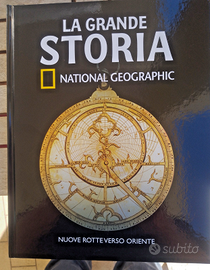 LA GRANDE
STORIA
NATIONAL GEOGRAPHIC
NUOVE ROTTE VERSO ORIENTE
subito